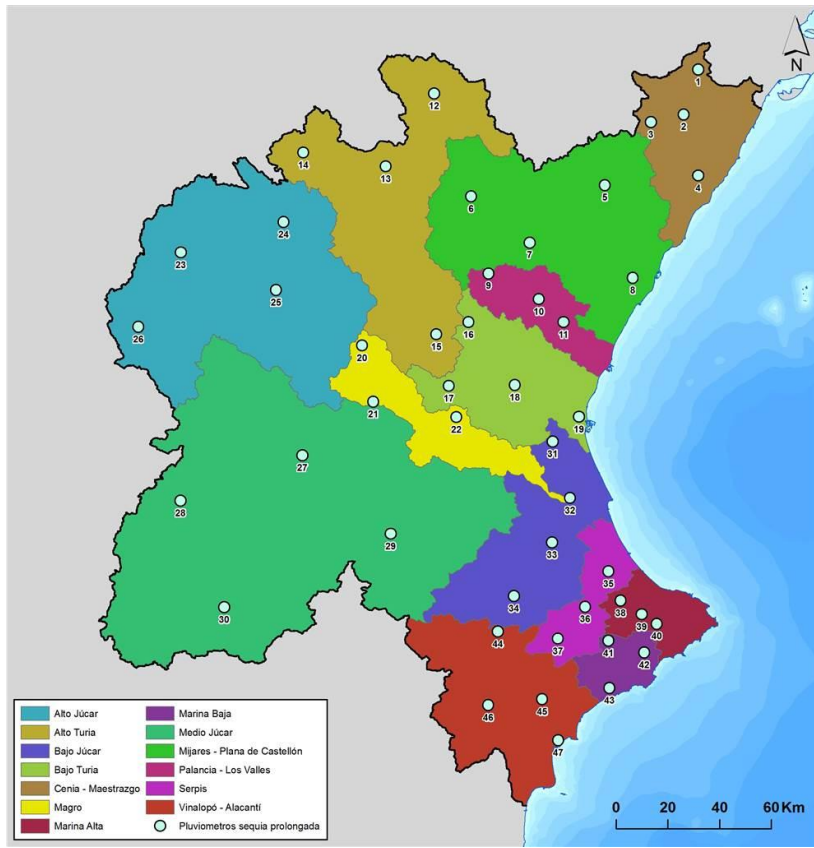 N
1
12
2
3
14
13
4
5
6
24
7
23
9
8
25
10
16
11
26
15
20
17
18
21
22
19
31
27
28
32
29
33
35
34
38
30
36
39
40
44
37
41
42
43
45
46
47
Alto Júcar
Marina Baja
Alto Turia
Medio Júcar
Bajo Júcar
Mijares - Plana de Castellón
Bajo Turia
Palancia - Los Valles
Cenia - Maestrazgo
Serpis
Magro
Vinalopó - Alacantí
Marina Alta
Pluviometros sequia prolongada
0 20 40 60 Km